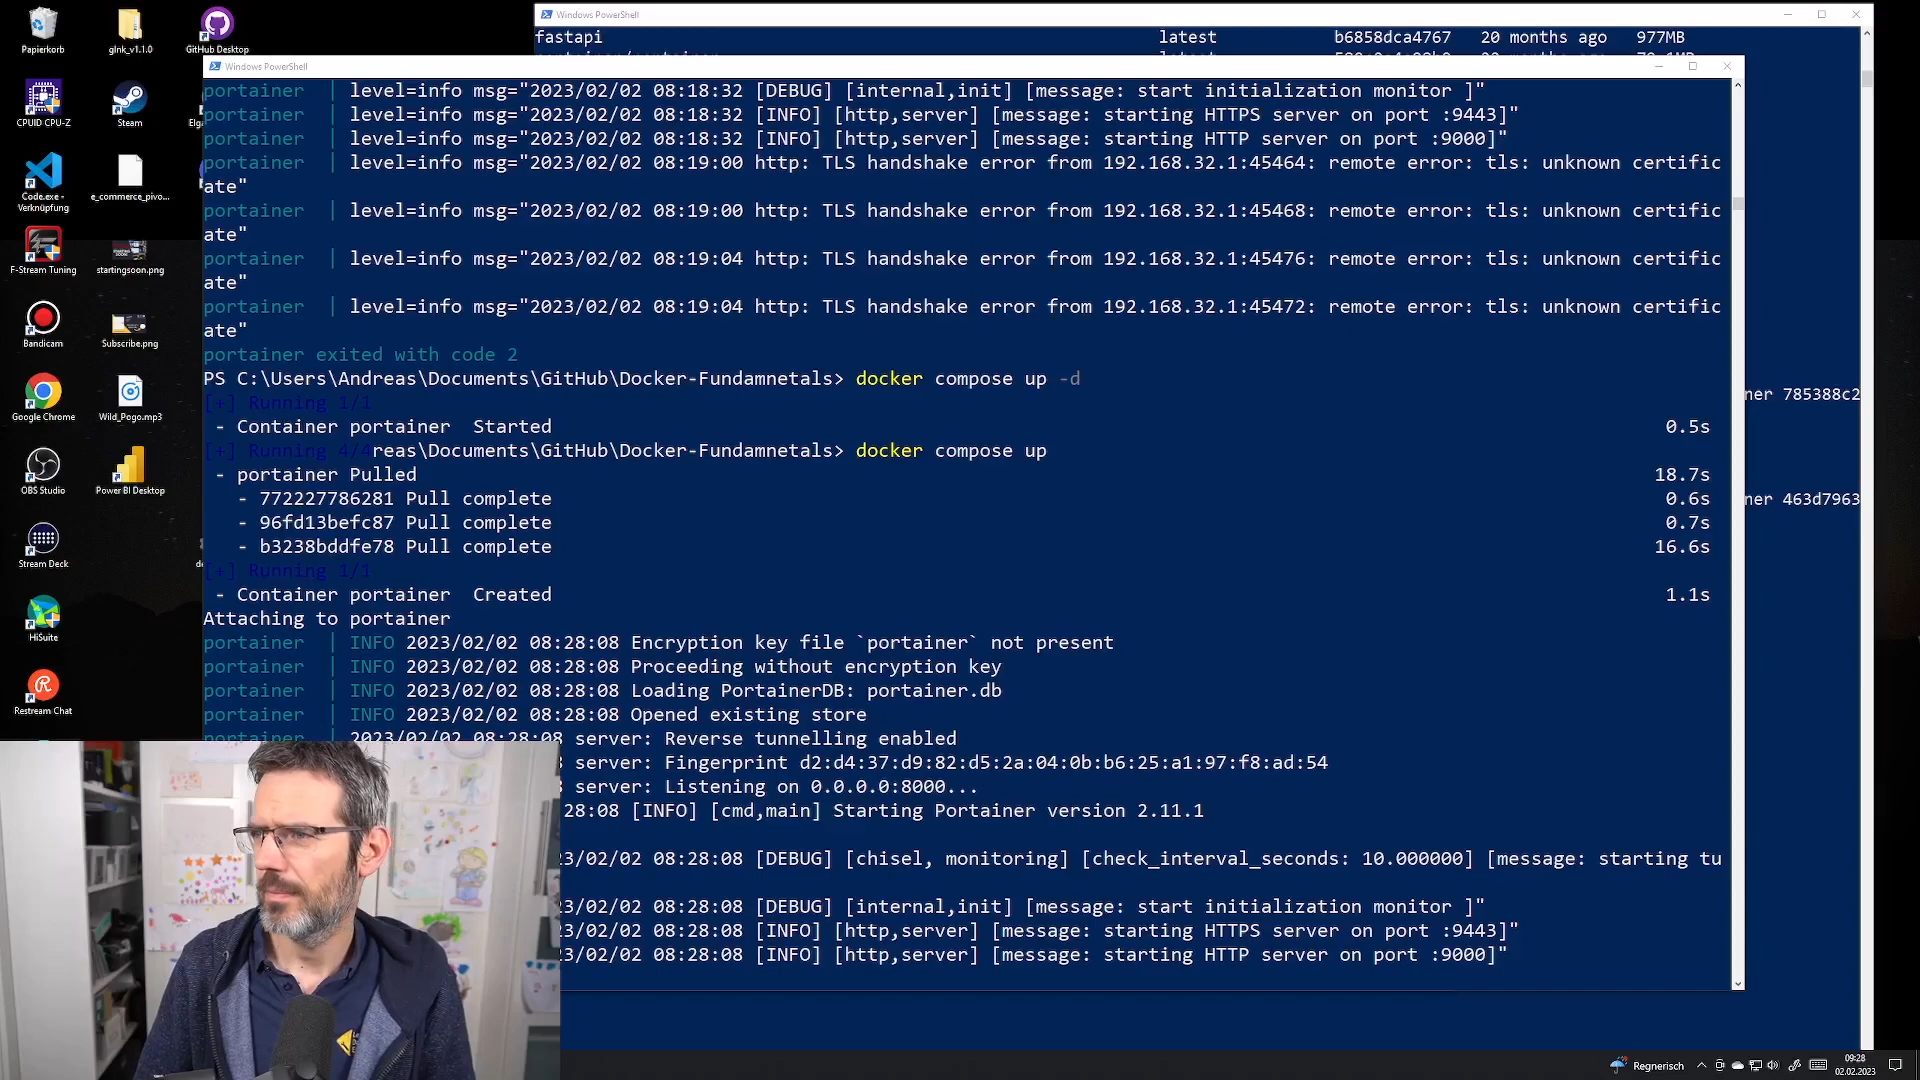 Papierkorb
gInk_v1.1.0
GitHub Desktop
CPUID CPU-Z
Steam
Elga
Code.exe -
Verknüpfung
e_commerce_pivo...
F-Stream Tuning
startingsoon.png
Bandicam
Subscribe.png
Google Chrome
Wild_Pogo.mp3
OBS Studio
Power BI Desktop
Stream Deck
HiSuite
Restream Chat
Windows PowerShell
fastapi latest b6858dca4767 20 months ago 977MB
Windows PowerShell
portainer | level=info msg="2023/02/02 08:18:32 [DEBUG] [internal,init] [message: start initialization monitor ]"
portainer | level=info msg="2023/02/02 08:18:32 [INFO] [http,server] [message: starting HTTPS server on port :9443]"
portainer | level=info msg="2023/02/02 08:18:32 [INFO] [http,server] [message: starting HTTP server on port :9000]"
portainer | level=info msg="2023/02/02 08:19:00 http: TLS handshake error from 192.168.32.1:45464: remote error: tls: unknown certific
ate"
portainer | level=info msg="2023/02/02 08:19:00 http: TLS handshake error from 192.168.32.1:45468: remote error: tls: unknown certific
ate"
portainer | level=info msg="2023/02/02 08:19:04 http: TLS handshake error from 192.168.32.1:45476: remote error: tls: unknown certific
ate"
portainer | level=info msg="2023/02/02 08:19:04 http: TLS handshake error from 192.168.32.1:45472: remote error: tls: unknown certific
ate"
portainer exited with code 2
PS C:\Users\Andreas\Documents\GitHub\Docker-Fundamnetals> docker compose up -d
[+] Running 1/1
- Container portainer Started 0.5s
[+] Running 4/4reas\Documents\GitHub\Docker-Fundamnetals> docker compose up
- portainer Pulled 18.7s
- 772227786281 Pull complete 0.6s
- 96fd13befc87 Pull complete 0.7s
- b3238bddfe78 Pull complete 16.6s
[+] Running 1/1
- Container portainer Created 1.1s
Attaching to portainer
portainer | INFO 2023/02/02 08:28:08 Encryption key file `portainer` not present
portainer | INFO 2023/02/02 08:28:08 Proceeding without encryption key
portainer | INFO 2023/02/02 08:28:08 Loading PortainerDB: portainer.db
portainer | INFO 2023/02/02 08:28:08 Opened existing store
portainer | 2023/02/02 08:28:08 server: Reverse tunnelling enabled
8 server: Fingerprint d2:d4:37:d9:82:d5:2a:04:0b:b6:25:a1:97:f8:ad:54
8 server: Listening on 0.0.0.0:8000...
28:08 [INFO] [cmd,main] Starting Portainer version 2.11.1
3/02/02 08:28:08 [DEBUG] [chisel, monitoring] [check_interval_seconds: 10.000000] [message: starting tu
3/02/02 08:28:08 [DEBUG] [internal,init] [message: start initialization monitor ]"
3/02/02 08:28:08 [INFO] [http,server] [message: starting HTTPS server on port :9443]"
3/02/02 08:28:08 [INFO] [http,server] [message: starting HTTP server on port :9000]"
ner 785388c2
ner 463d7963
Regnerisch
09:28
02.02.2023